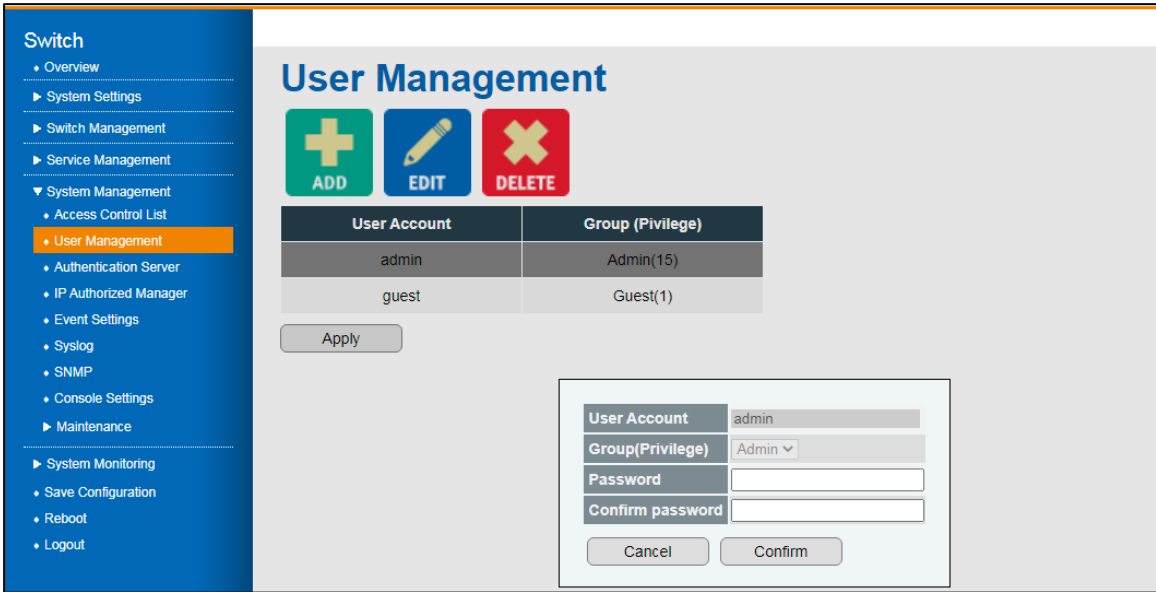 Switch
Overview
System Settings
Switch Management
Service Management
System Management
Access Control List
User Management
Authentication Server
IP Authorized Manager
Event Settings
Syslog
SNMP
Console Settings
Maintenance
System Monitoring
Save Configuration
Reboot
Logout
User Management
ADD EDIT DELETE
User Account Group (Pivilege)
admin Admin(15)
guest Guest(1)
Apply
User Account admin
Group(Privilege) Admin
Password
Confirm password
Cancel Confirm